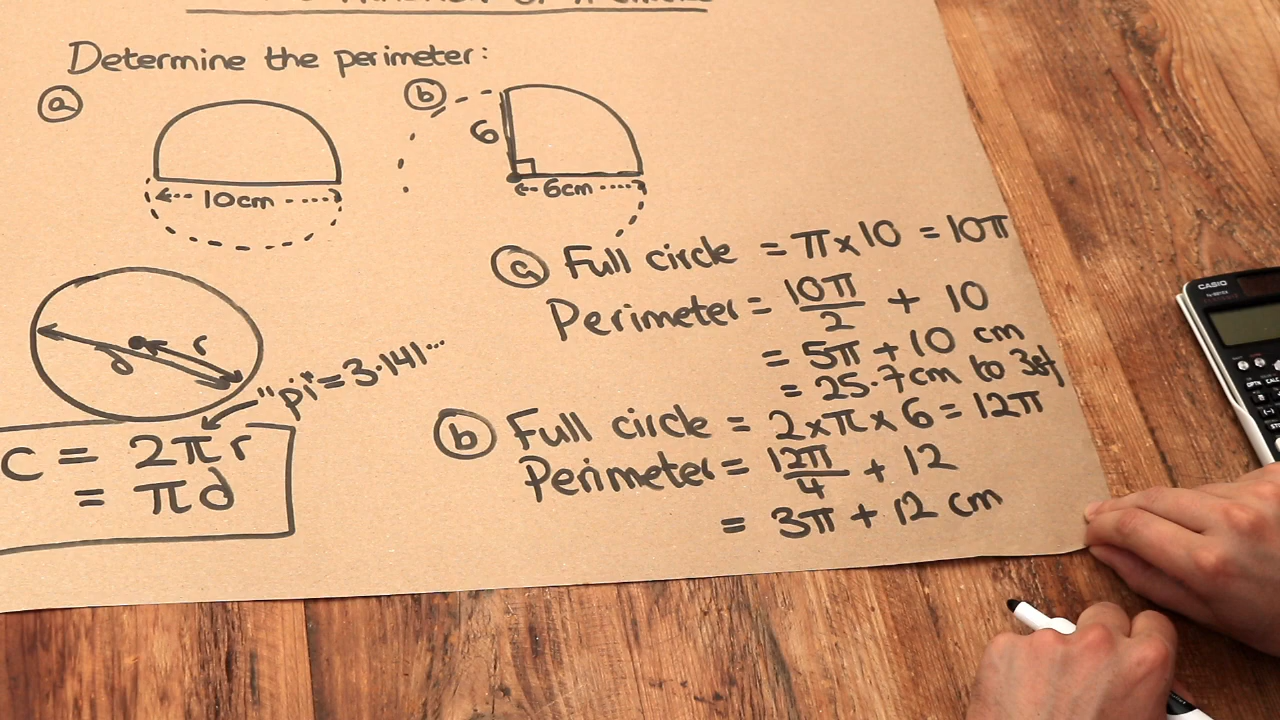 Determine the perimeter:
a
b
10cm
6
6cm
a Full circle = π×10 = 10π
Perimeter = 10π/2 + 10
= 5π + 10 cm
= 25.7cm to 3sf
b Full circle = 2×π×6 = 12π
Perimeter = 12π/4 + 12
= 3π + 12 cm
d
r
"pi" = 3.141...
C = 2πr
= πd
CASIO